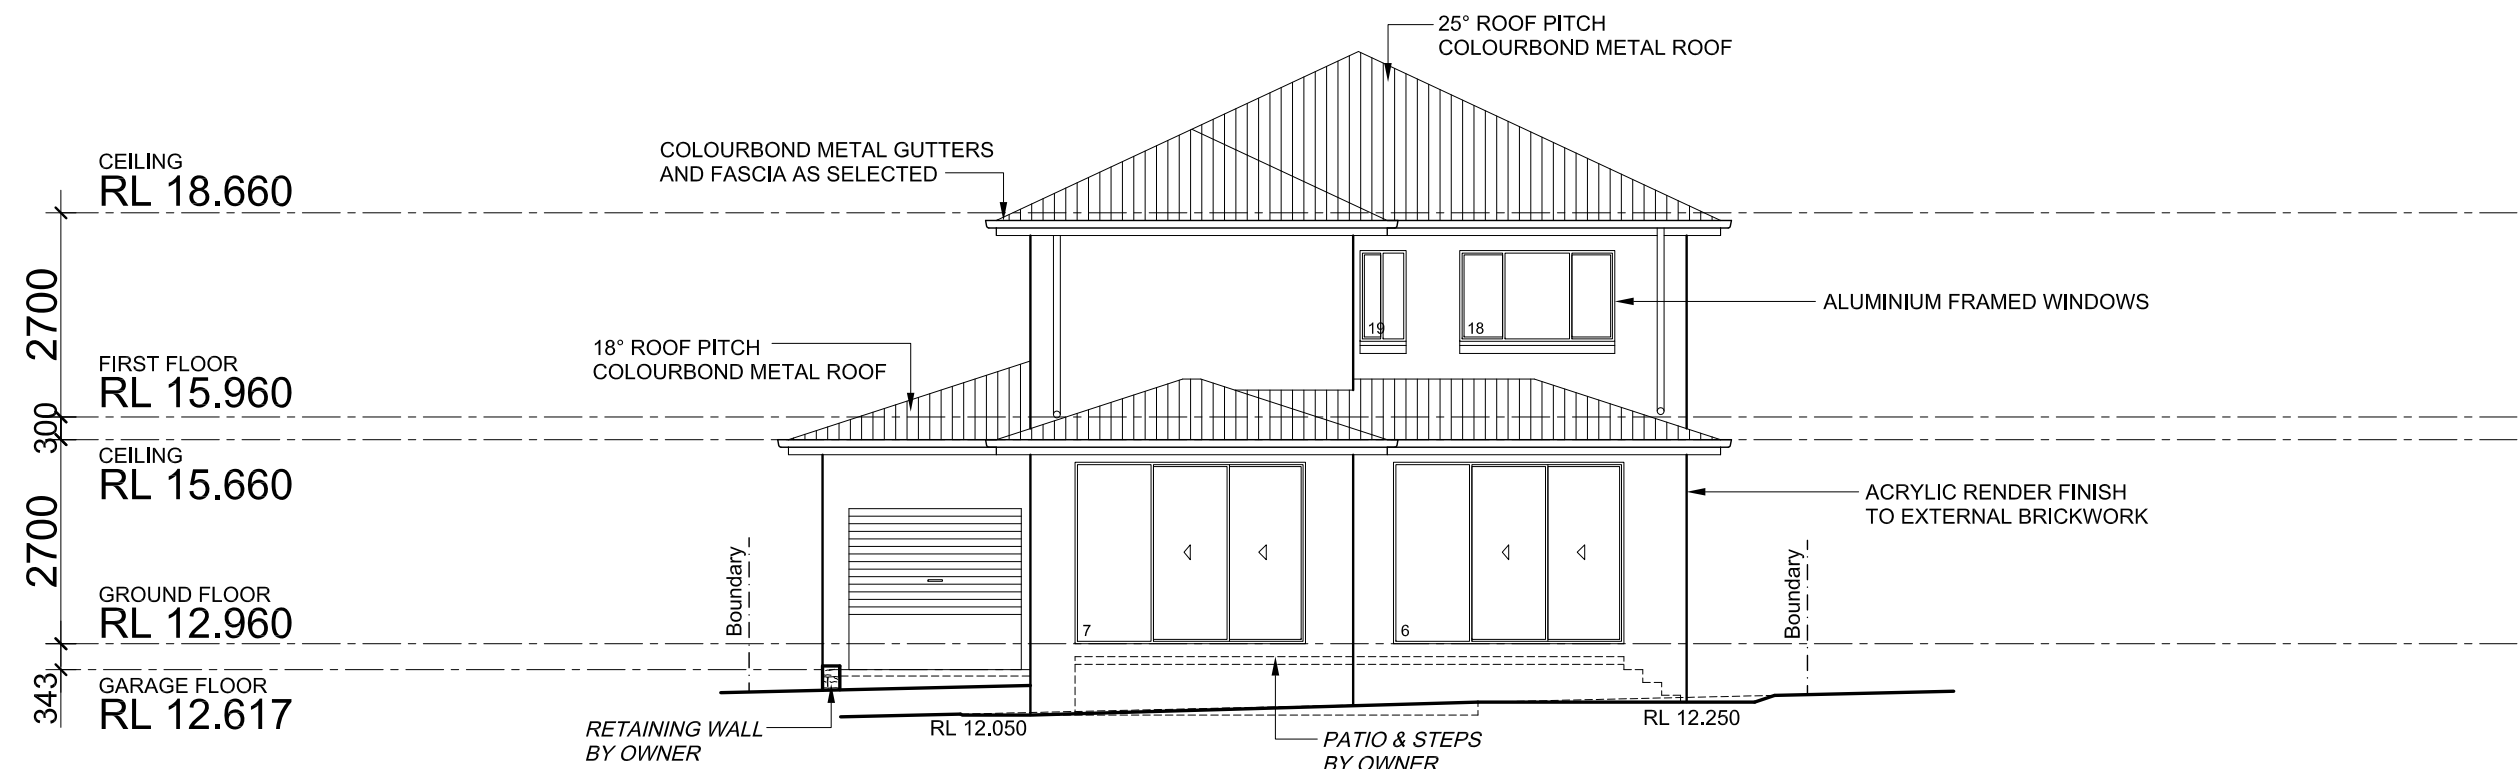 25° ROOF PITCH
COLOURBOND METAL ROOF
COLOURBOND METAL GUTTERS
AND FASCIA AS SELECTED
CEILING
RL 18.660
2700
19
18
ALUMINIUM FRAMED WINDOWS
18° ROOF PITCH
COLOURBOND METAL ROOF
FIRST FLOOR
RL 15.960
300
CEILING
RL 15.660
2700
ACRYLIC RENDER FINISH
TO EXTERNAL BRICKWORK
Boundary
Boundary
GROUND FLOOR
RL 12.960
7
6
343
GARAGE FLOOR
RL 12.617
RETAINING WALL
BY OWNER
RL 12.050
RL 12.250
PATIO & STEPS
BY OWNER